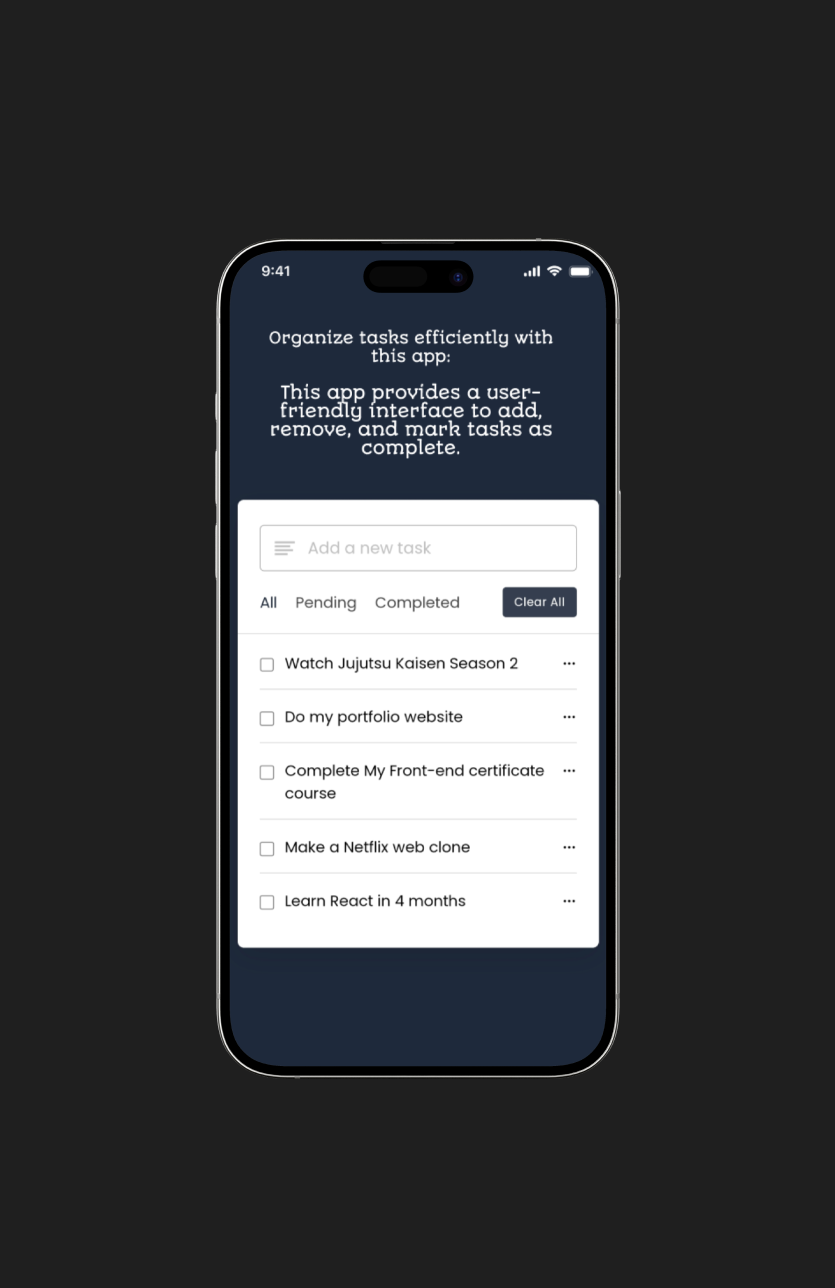 9:41
Organize tasks efficiently with
this app:
This app provides a user-
friendly interface to add,
remove, and mark tasks as
complete.
Add a new task
All Pending Completed Clear All
Watch Jujutsu Kaisen Season 2
Do my portfolio website
Complete My Front-end certificate
course
Make a Netflix web clone
Learn React in 4 months